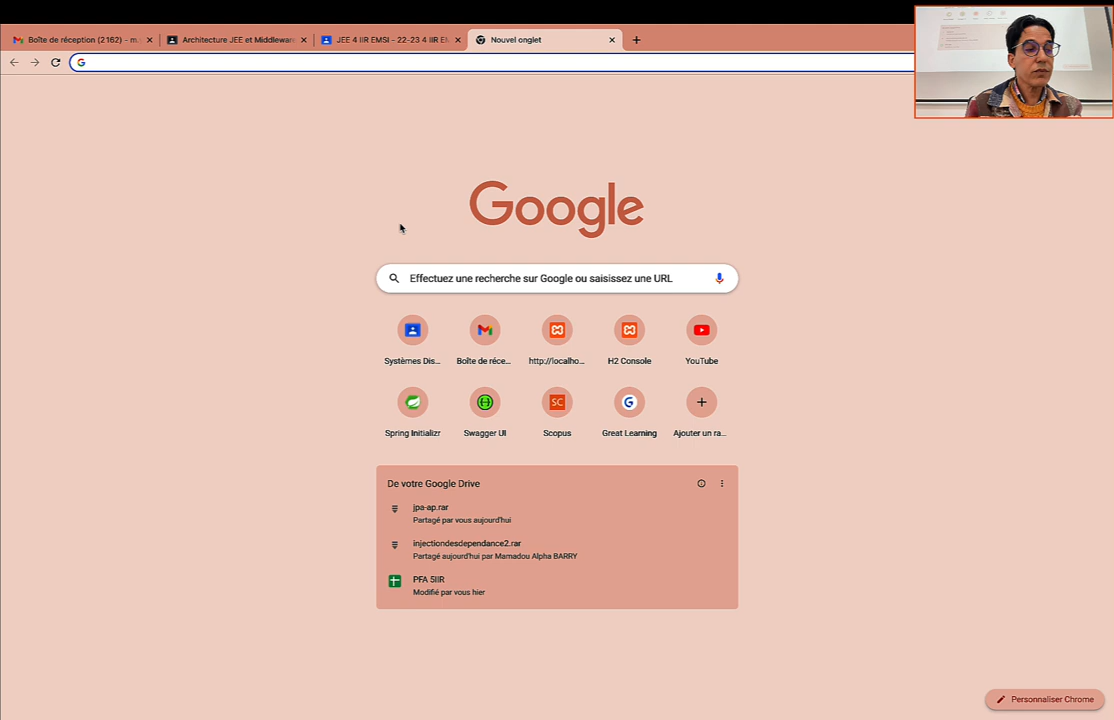 Boîte de réception (2 162) - m
Architecture JEE et Middleware
JEE 4 IIR EMSI - 22-23 4 IIR EM
Nouvel onglet
Google
Effectuez une recherche sur Google ou saisissez une URL
Systèmes Dis...
Boîte de réce...
http://localho...
H2 Console
YouTube
SC
Spring Initializr
Swagger UI
Scopus
Great Learning
Ajouter un ra...
De votre Google Drive
jpa-ap.rar
Partagé par vous aujourd'hui
injectiondesdependance2.rar
Partagé aujourd'hui par Mamadou Alpha BARRY
PFA 5IIR
Modifié par vous hier
Personnaliser Chrome